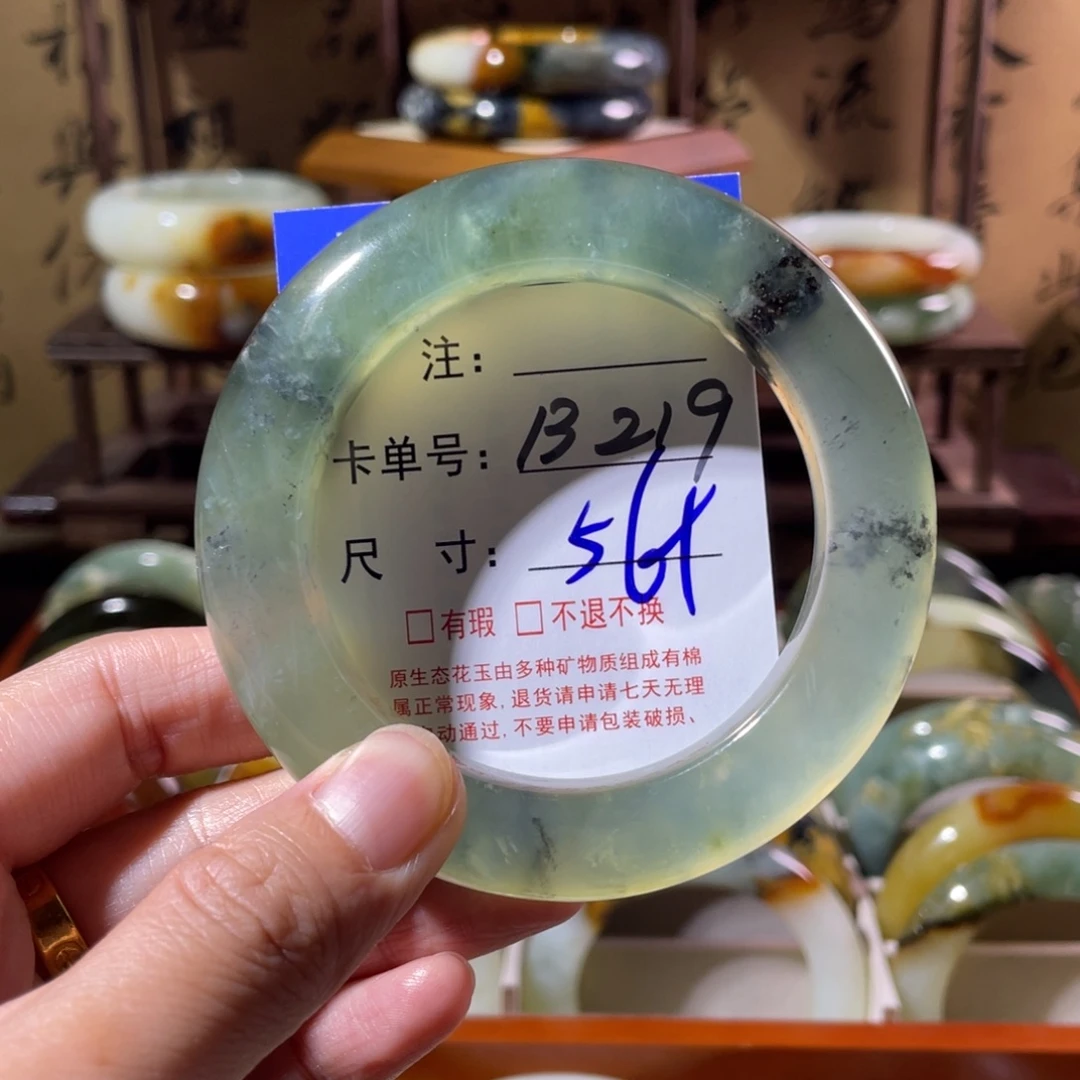 注：
卡单号：B219
尺 寸：56
□有瑕 □不退不换
原生态花玉由多种矿物质组成有棉
属正常现象，退货请申请七天无理
动通过，不要申请包装破损、
流